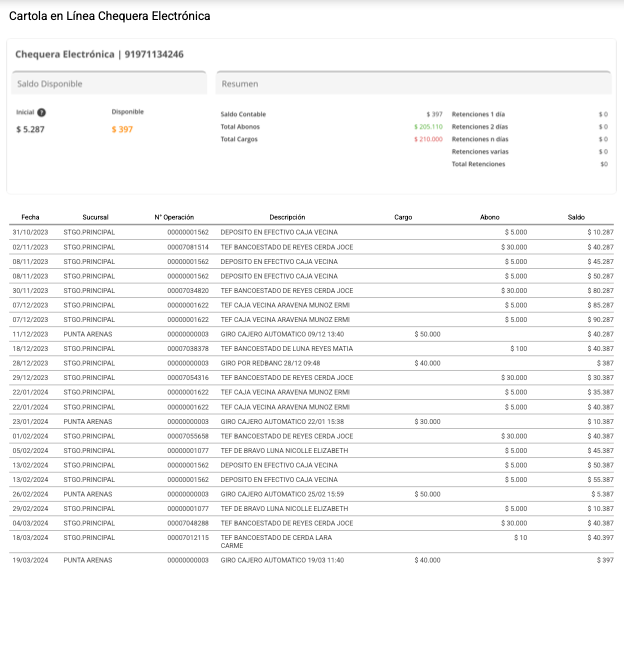 Cartola en Línea Chequera Electrónica
Chequera Electrónica | 91971134246
Saldo Disponible
Resumen
Inicial ? Disponible
$ 5.287 $ 397
Saldo Contable $ 397 Retenciones 1 día $ 0
Total Abonos $ 205.110 Retenciones 2 días $ 0
Total Cargos $ 210.000 Retenciones n días $ 0
Retenciones varias $ 0
Total Retenciones $0
Fecha Sucursal N° Operación Descripción Cargo Abono Saldo
31/10/2023 STGO.PRINCIPAL 00000001562 DEPOSITO EN EFECTIVO CAJA VECINA $ 5.000 $ 10.287
02/11/2023 STGO.PRINCIPAL 00007081514 TEF BANCOESTADO DE REYES CERDA JOCE $ 30.000 $ 40.287
08/11/2023 STGO.PRINCIPAL 00000001562 DEPOSITO EN EFECTIVO CAJA VECINA $ 5.000 $ 45.287
08/11/2023 STGO.PRINCIPAL 00000001562 DEPOSITO EN EFECTIVO CAJA VECINA $ 5.000 $ 50.287
30/11/2023 STGO.PRINCIPAL 00007034820 TEF BANCOESTADO DE REYES CERDA JOCE $ 30.000 $ 80.287
07/12/2023 STGO.PRINCIPAL 00000001622 TEF CAJA VECINA ARAVENA MUNOZ ERMI $ 5.000 $ 85.287
07/12/2023 STGO.PRINCIPAL 00000001622 TEF CAJA VECINA ARAVENA MUNOZ ERMI $ 5.000 $ 90.287
11/12/2023 PUNTA ARENAS 00000000003 GIRO CAJERO AUTOMATICO 09/12 13:40 $ 50.000 $ 40.287
18/12/2023 STGO.PRINCIPAL 00007038378 TEF BANCOESTADO DE LUNA REYES MATIA $ 100 $ 40.387
28/12/2023 STGO.PRINCIPAL 00000000003 GIRO POR REDBANC 28/12 09:48 $ 40.000 $ 387
29/12/2023 STGO.PRINCIPAL 00007054316 TEF BANCOESTADO DE REYES CERDA JOCE $ 30.000 $ 30.387
22/01/2024 STGO.PRINCIPAL 00000001622 TEF CAJA VECINA ARAVENA MUNOZ ERMI $ 5.000 $ 35.387
22/01/2024 STGO.PRINCIPAL 00000001622 TEF CAJA VECINA ARAVENA MUNOZ ERMI $ 5.000 $ 40.387
23/01/2024 PUNTA ARENAS 00000000003 GIRO CAJERO AUTOMATICO 22/01 15:38 $ 30.000 $ 10.387
01/02/2024 STGO.PRINCIPAL 00007055658 TEF BANCOESTADO DE REYES CERDA JOCE $ 30.000 $ 40.387
05/02/2024 STGO.PRINCIPAL 00000001077 TEF DE BRAVO LUNA NICOLLE ELIZABETH $ 5.000 $ 45.387
13/02/2024 STGO.PRINCIPAL 00000001562 DEPOSITO EN EFECTIVO CAJA VECINA $ 5.000 $ 50.387
13/02/2024 STGO.PRINCIPAL 00000001562 DEPOSITO EN EFECTIVO CAJA VECINA $ 5.000 $ 55.387
26/02/2024 PUNTA ARENAS 00000000003 GIRO CAJERO AUTOMATICO 25/02 15:59 $ 50.000 $ 5.387
29/02/2024 STGO.PRINCIPAL 00000001077 TEF DE BRAVO LUNA NICOLLE ELIZABETH $ 5.000 $ 10.387
04/03/2024 STGO.PRINCIPAL 00007048288 TEF BANCOESTADO DE REYES CERDA JOCE $ 30.000 $ 40.387
18/03/2024 STGO.PRINCIPAL 00007012115 TEF BANCOESTADO DE CERDA LARA $ 10 $ 40.397
CARME
19/03/2024 PUNTA ARENAS 00000000003 GIRO CAJERO AUTOMATICO 19/03 11:40 $ 40.000 $ 397